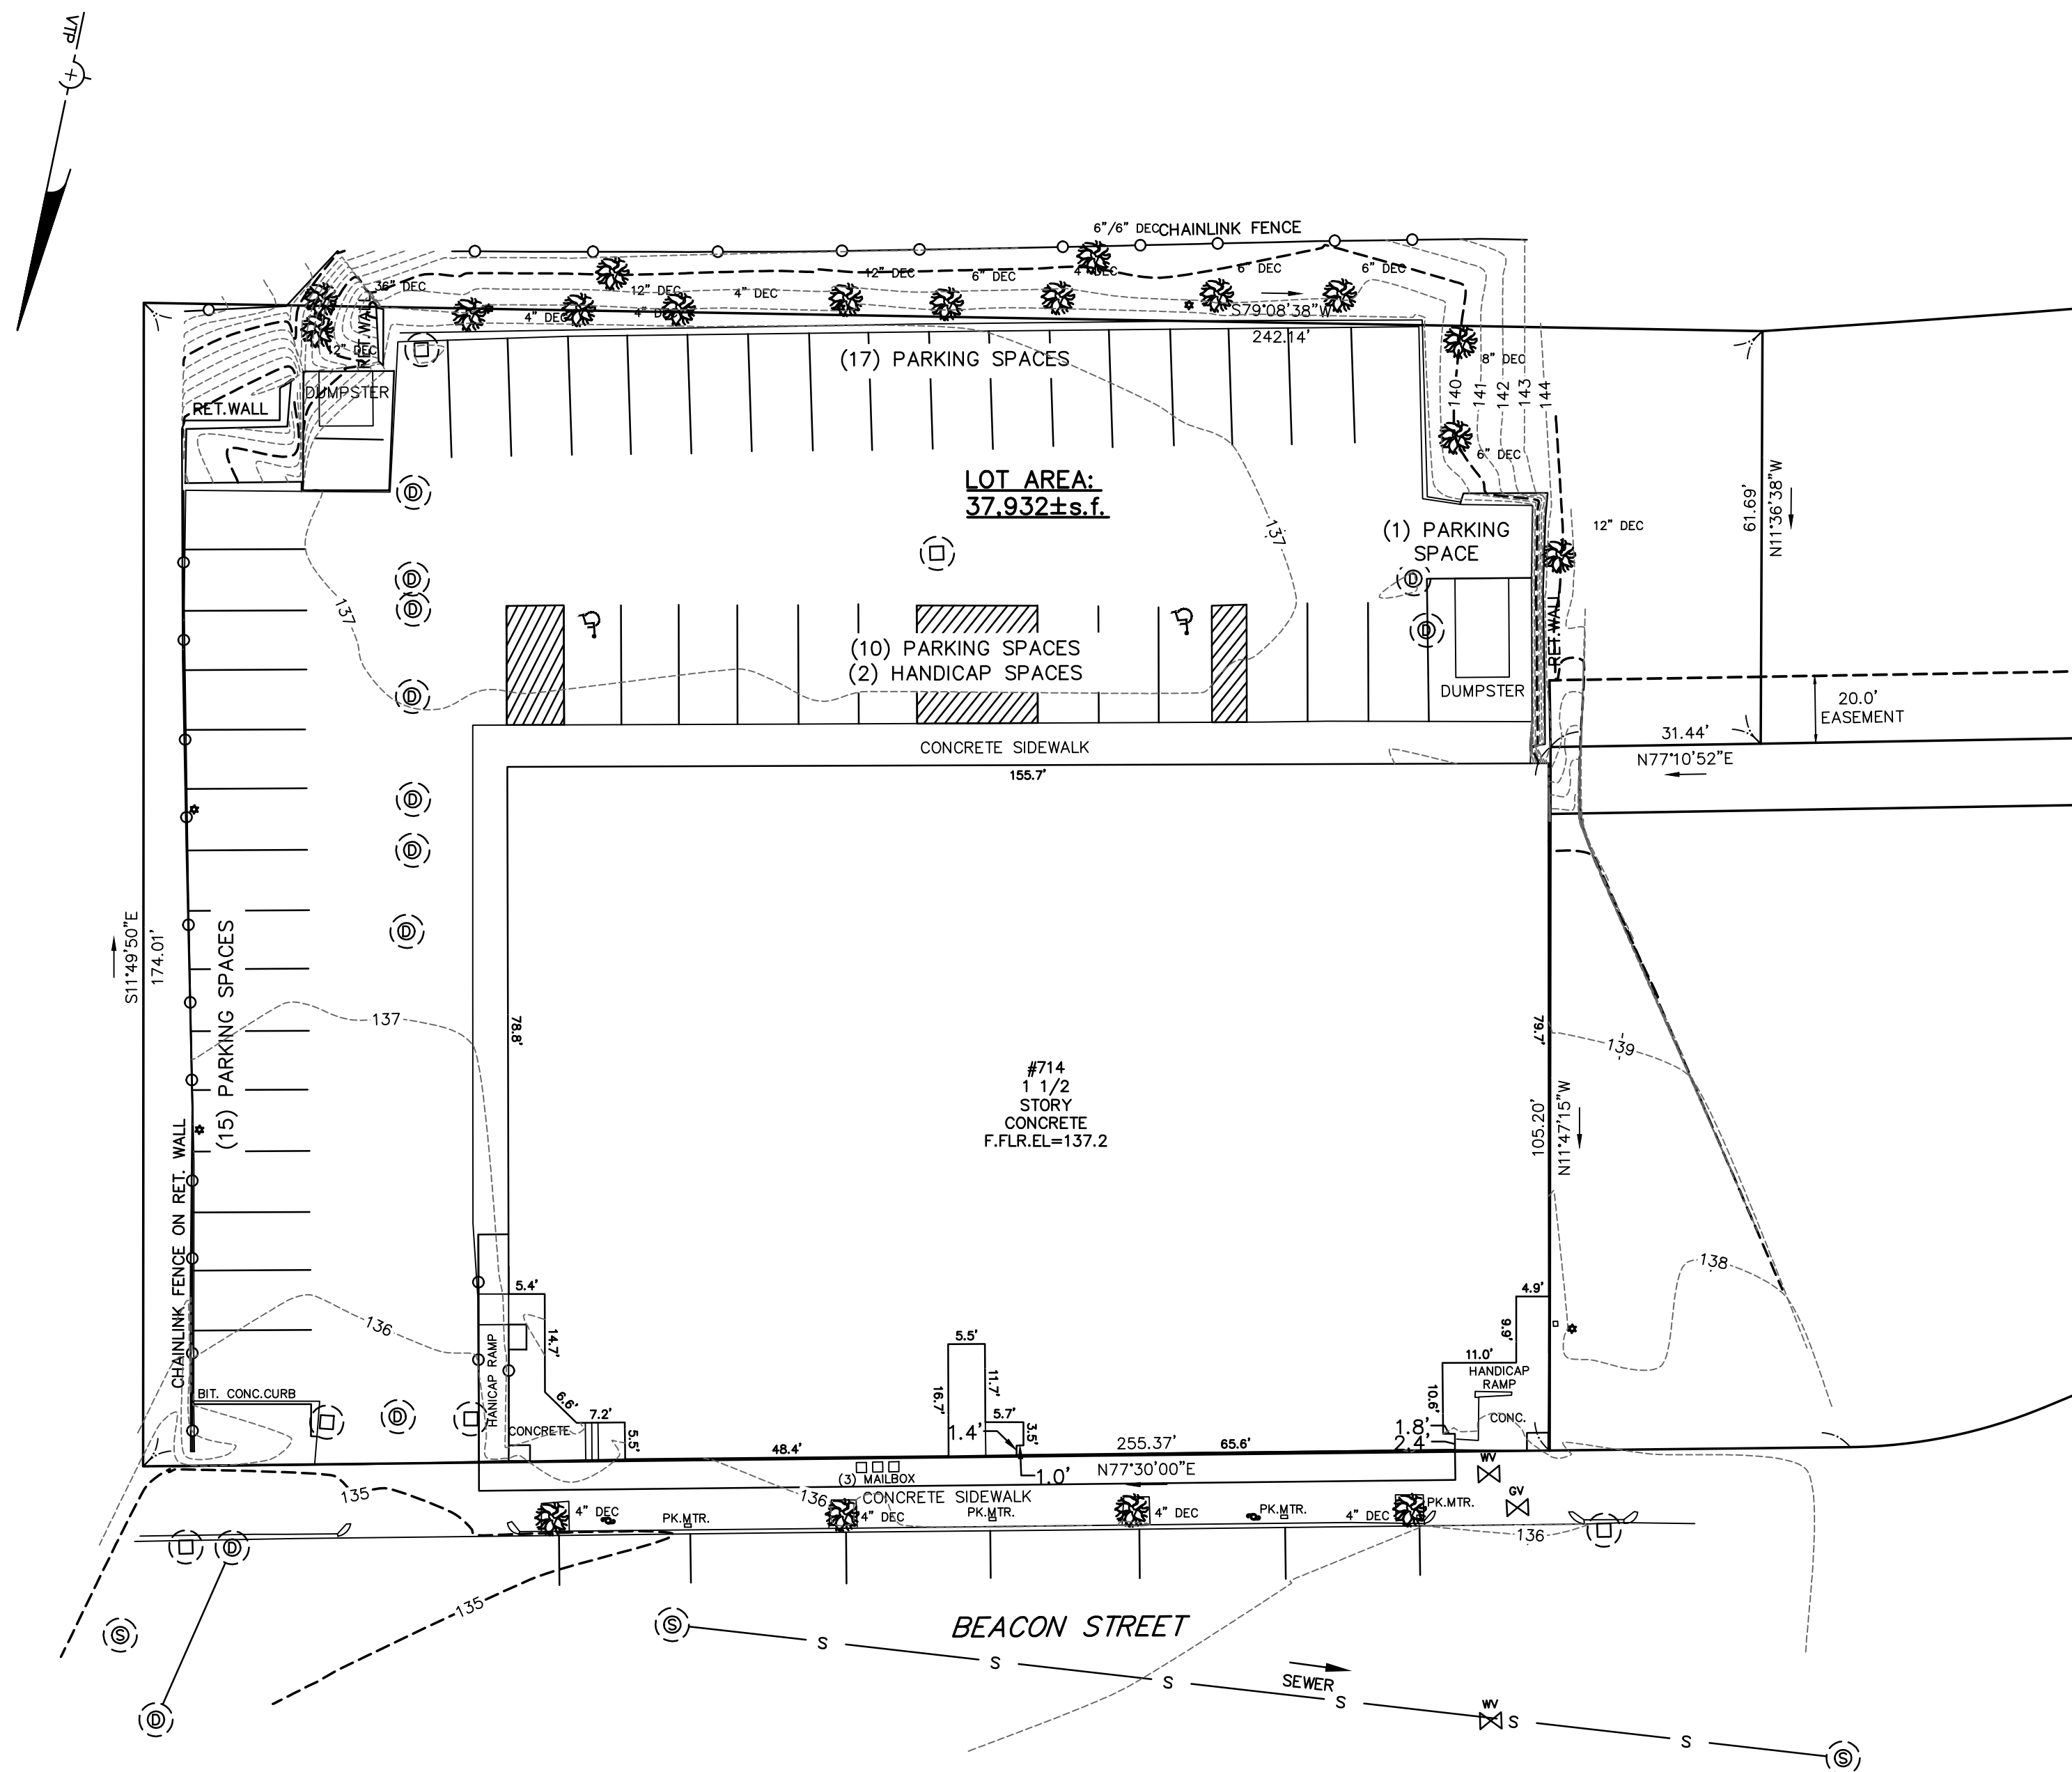 VTP
6"/6" DEC
CHAINLINK FENCE
36" DEC
12" DEC
4" DEC
12" DEC
6" DEC
4" DEC
6" DEC
6" DEC
4" DEC
4" DEC
S79°08'38"W
242.14'
RET.WALL
DUMPSTER
RET.WALL
(17) PARKING SPACES
8" DEC
140
141
142
143
144
6" DEC
LOT AREA:
37,932±s.f.
137
(1) PARKING
SPACE
12" DEC
61.69'
N11°36'38"W
D
D
D
D
D
D
137
(10) PARKING SPACES
(2) HANDICAP SPACES
D
D
RET.WALL
DUMPSTER
20.0'
EASEMENT
31.44'
N77°10'52"E
CONCRETE SIDEWALK
155.7'
D
S11°49'50"E
174.01'
(15) PARKING SPACES
CHAINLINK FENCE ON RET. WALL
137
78.8'
79.7'
139
#714
1 1/2
STORY
CONCRETE
F.FLR.EL=137.2
105.20'
N11°47'15"W
138
136
5.4'
14.7'
HANICAP RAMP
6.6'
7.2'
5.5'
CONCRETE
BIT. CONC.CURB
D
5.5'
16.7'
11.7'
5.7'
3.5'
1.4'
1.0'
4.9'
9.9'
11.0'
HANDICAP
RAMP
10.6'
CONC.
1.8'
2.4'
48.4'
255.37'
65.6'
N77°30'00"E
(3) MAILBOX
CONCRETE SIDEWALK
WV
GV
135
136
4" DEC
PK.MTR.
4" DEC
PK.MTR.
4" DEC
PK.MTR.
4" DEC
PK.MTR.
136
D
135
S
S
BEACON STREET
S
S
S
SEWER
S
WV
S
S
S
D